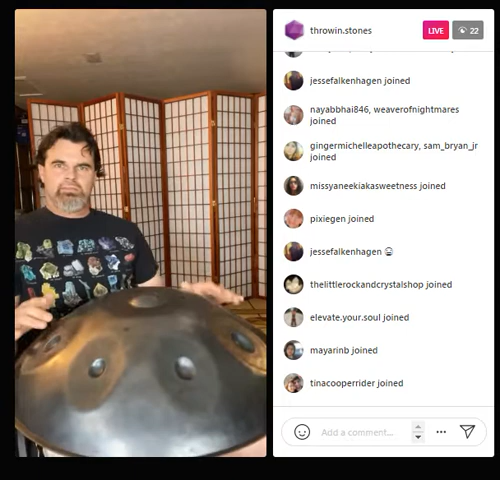 throwin.stones
LIVE
22
jessefalkenhagen joined
nayabbhai846, weaverofnightmares
joined
gingermichelleapothecary, sam_bryan_jr
joined
missyaneekiakasweetness joined
pixiegen joined
jessefalkenhagen 😀
thelittlerockandcrystalshop joined
elevate.your.soul joined
mayarinb joined
tinacooperrider joined
Add a comment...